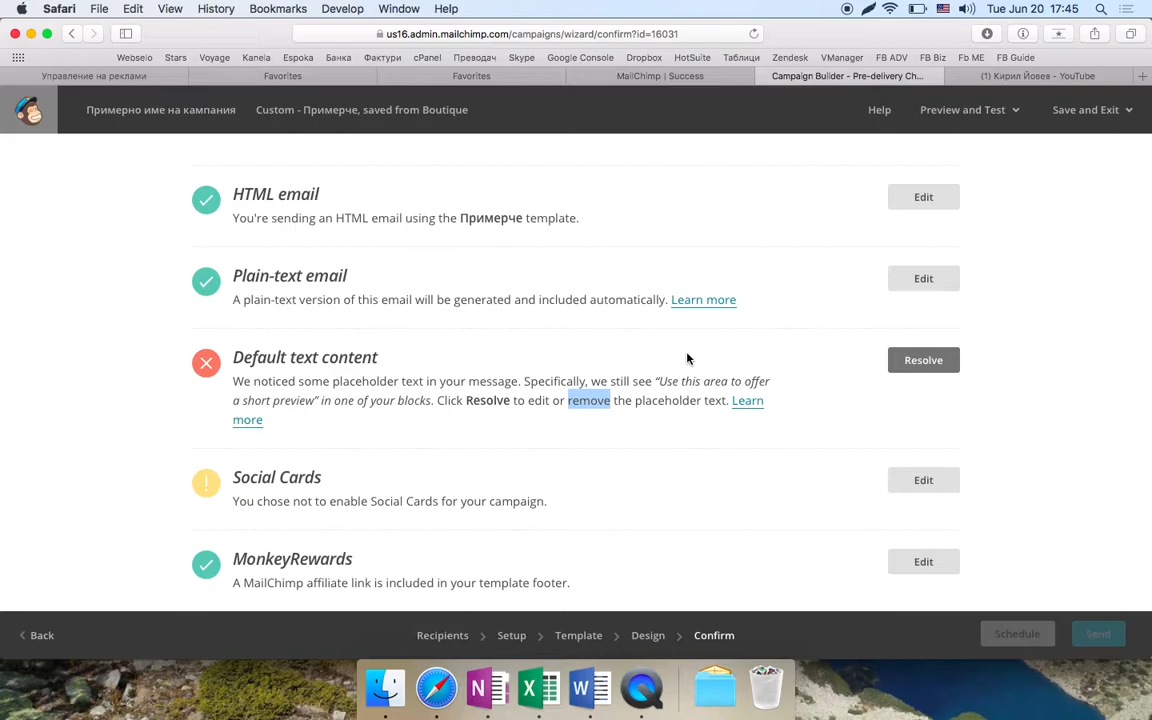 Safari File Edit View History Bookmarks Develop Window Help Tue Jun 20 17:45
us16.admin.mailchimp.com/campaigns/wizard/confirm?id=16031
Webselo Stars Voyage Kanela Espoka Банка Фактури cPanel Преводач Skype Google Console Dropbox HotSuite Таблици Zendesk VManager FB ADV FB Biz Fb ME FB Guide
Управление на реклами Favorites Favorites MailChimp | Success Campaign Builder - Pre-delivery Ch... (1) Кирил Йовев - YouTube
Примерно име на кампания Custom - Примерче, saved from Boutique Help Preview and Test Save and Exit
HTML email
Edit
You're sending an HTML email using the Примерче template.
Plain-text email
Edit
A plain-text version of this email will be generated and included automatically. Learn more
Default text content
Resolve
We noticed some placeholder text in your message. Specifically, we still see “Use this area to offer
a short preview” in one of your blocks. Click Resolve to edit or remove the placeholder text. Learn
more
Social Cards
Edit
You chose not to enable Social Cards for your campaign.
MonkeyRewards
Edit
A MailChimp affiliate link is included in your template footer.
Back Recipients Setup Template Design Confirm Schedule Send